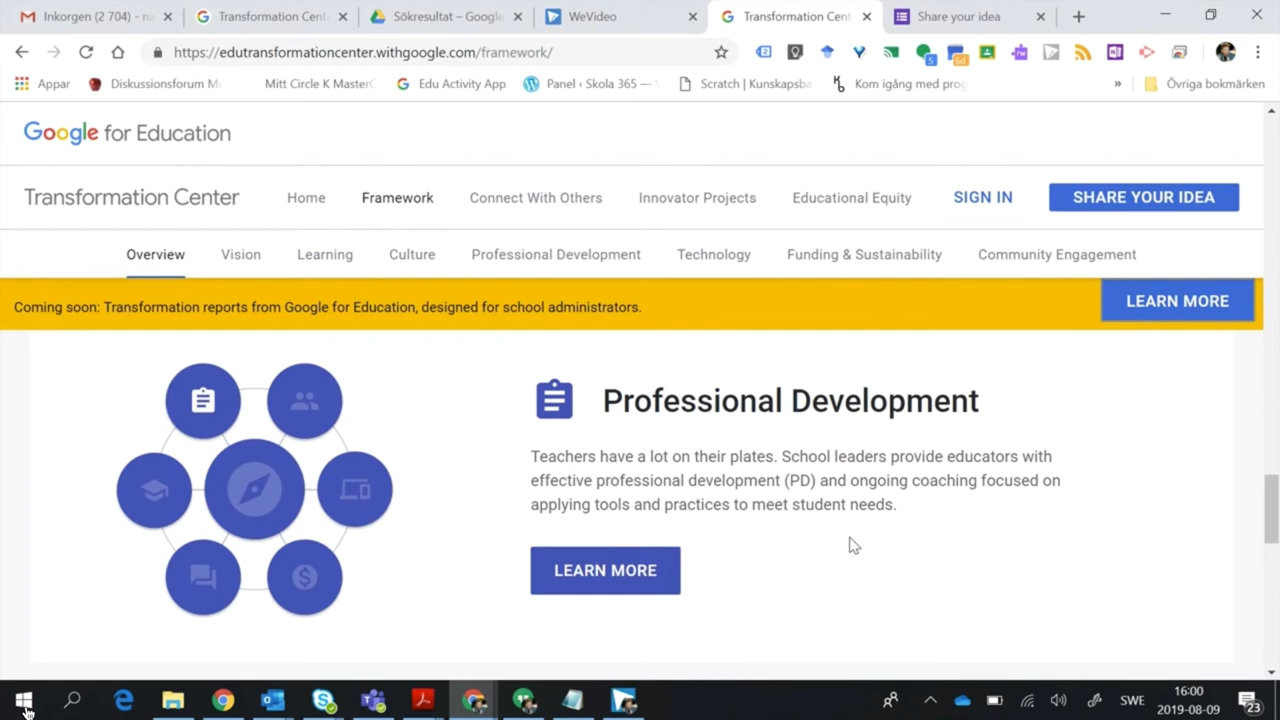 Inkorgen (2 704) - na
Transformation Cent
Sökresultat – Google
WeVideo
Transformation Cent
Share your idea
https://edutransformationcenter.withgoogle.com/framework/
5
6d
Appar
Diskussionsforum Mu
Mitt Circle K MasterC
Edu Activity App
Panel ‹ Skola 365 —
Scratch | Kunskapsba
Kom igång med prog
»
Övriga bokmärken
Google for Education
Transformation Center
Home
Framework
Connect With Others
Innovator Projects
Educational Equity
SIGN IN
SHARE YOUR IDEA
Overview
Vision
Learning
Culture
Professional Development
Technology
Funding & Sustainability
Community Engagement
Coming soon: Transformation reports from Google for Education, designed for school administrators.
LEARN MORE
Professional Development
Teachers have a lot on their plates. School leaders provide educators with
effective professional development (PD) and ongoing coaching focused on
applying tools and practices to meet student needs.
LEARN MORE
SWE
16:00
2019-08-09
23